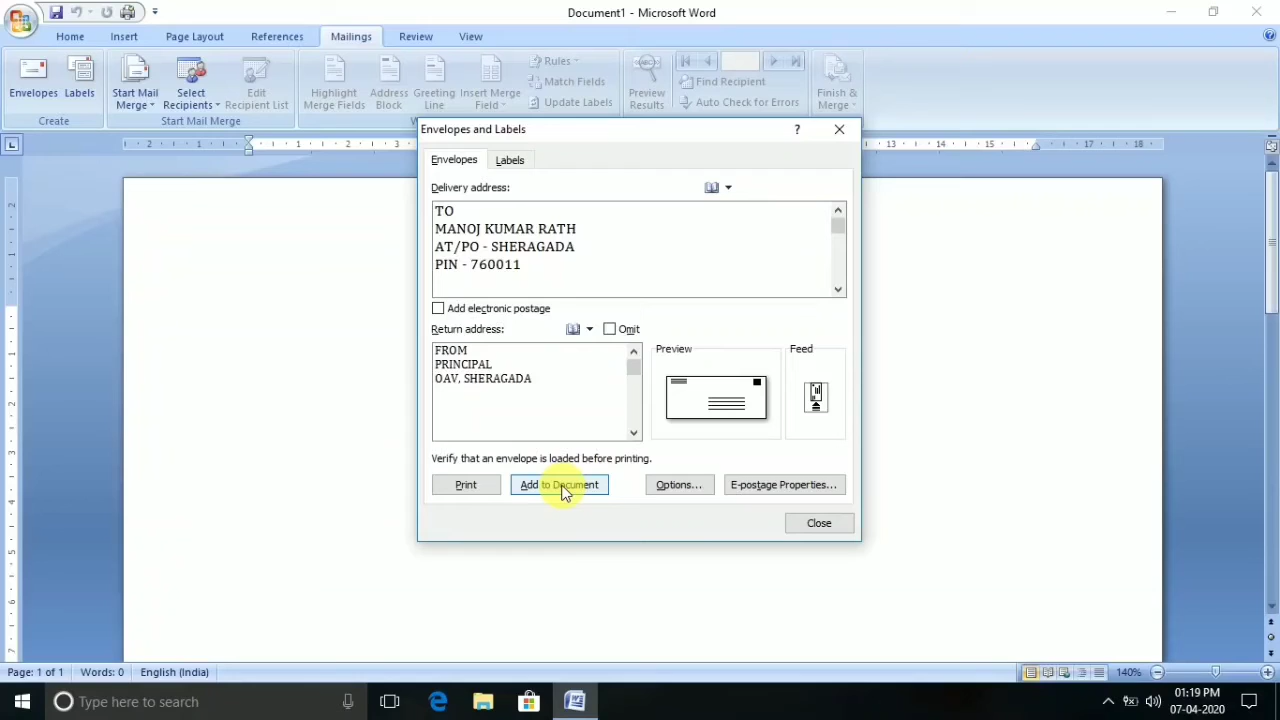 Document1 - Microsoft Word
Home Insert Page Layout References Mailings Review View
Envelopes Labels Start Mail Merge Select Recipients Edit Recipient List Highlight Merge Fields Address Block Greeting Line Insert Merge Field Rules Match Fields Update Labels Preview Results Find Recipient Auto Check for Errors Finish & Merge
Create Start Mail Merge
Envelopes and Labels
Envelopes Labels
Delivery address:
TO
MANOJ KUMAR RATH
AT/PO - SHERAGADA
PIN - 760011
Add electronic postage
Return address: Omit
FROM
PRINCIPAL
OAV, SHERAGADA
Preview Feed
Verify that an envelope is loaded before printing.
Print Add to Document Options... E-postage Properties...
Close
Page: 1 of 1 Words: 0 English (India) 140%
Type here to search
01:19 PM
07-04-2020